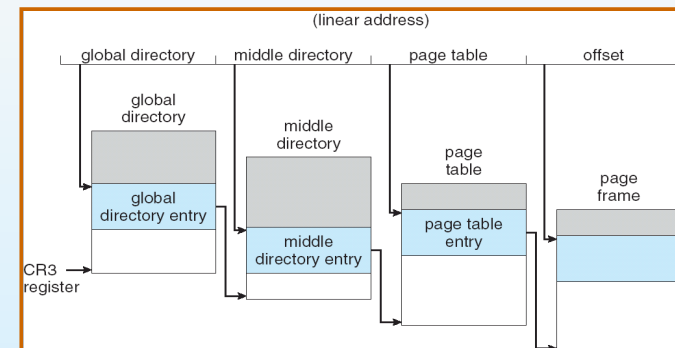 (linear address)
global directory
middle directory
page table
offset
global
directory
middle
directory
page
table
page
frame
global
directory entry
page table
entry
middle
directory entry
CR3
register